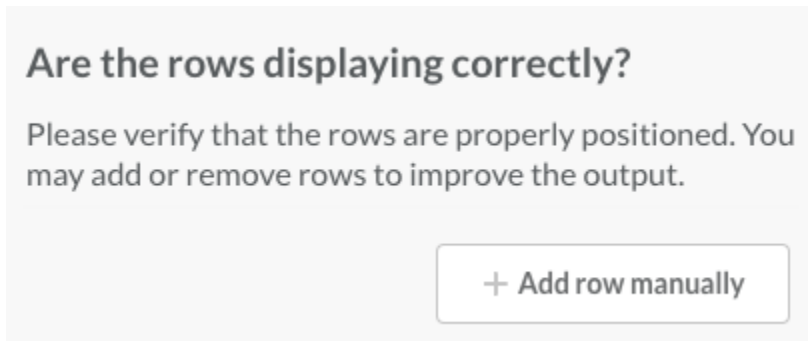 Are the rows displaying correctly?
Please verify that the rows are properly positioned. You
may add or remove rows to improve the output.
+ Add row manually